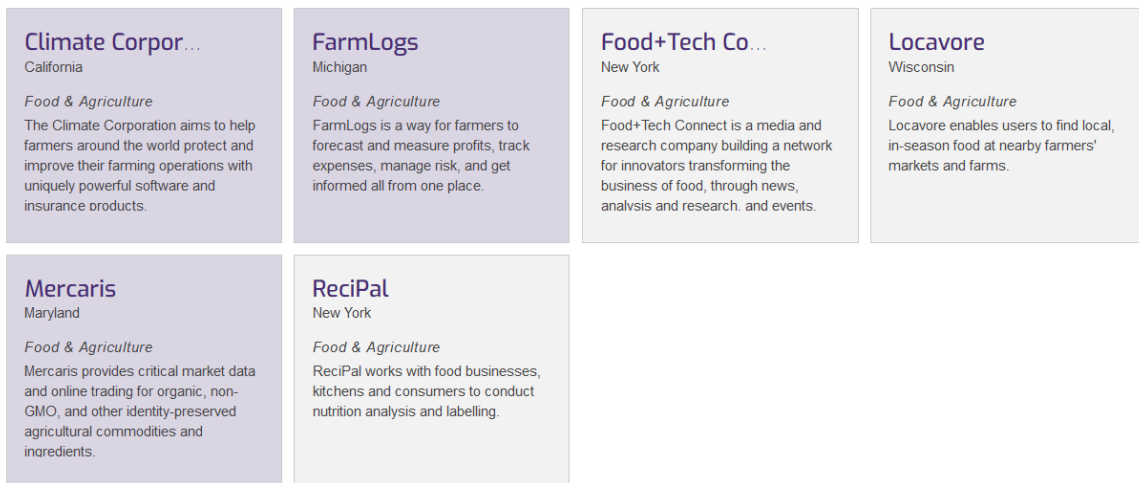 Climate Corpor...
California
Food & Agriculture
The Climate Corporation aims to help
farmers around the world protect and
improve their farming operations with
uniquely powerful software and
insurance products.
FarmLogs
Michigan
Food & Agriculture
FarmLogs is a way for farmers to
forecast and measure profits, track
expenses, manage risk, and get
informed all from one place.
Food+Tech Co...
New York
Food & Agriculture
Food+Tech Connect is a media and
research company building a network
for innovators transforming the
business of food, through news,
analysis and research, and events.
Locavore
Wisconsin
Food & Agriculture
Locavore enables users to find local,
in-season food at nearby farmers'
markets and farms.
Mercaris
Maryland
Food & Agriculture
Mercaris provides critical market data
and online trading for organic, non-
GMO, and other identity-preserved
agricultural commodities and
ingredients.
ReciPal
New York
Food & Agriculture
ReciPal works with food businesses,
kitchens and consumers to conduct
nutrition analysis and labelling.